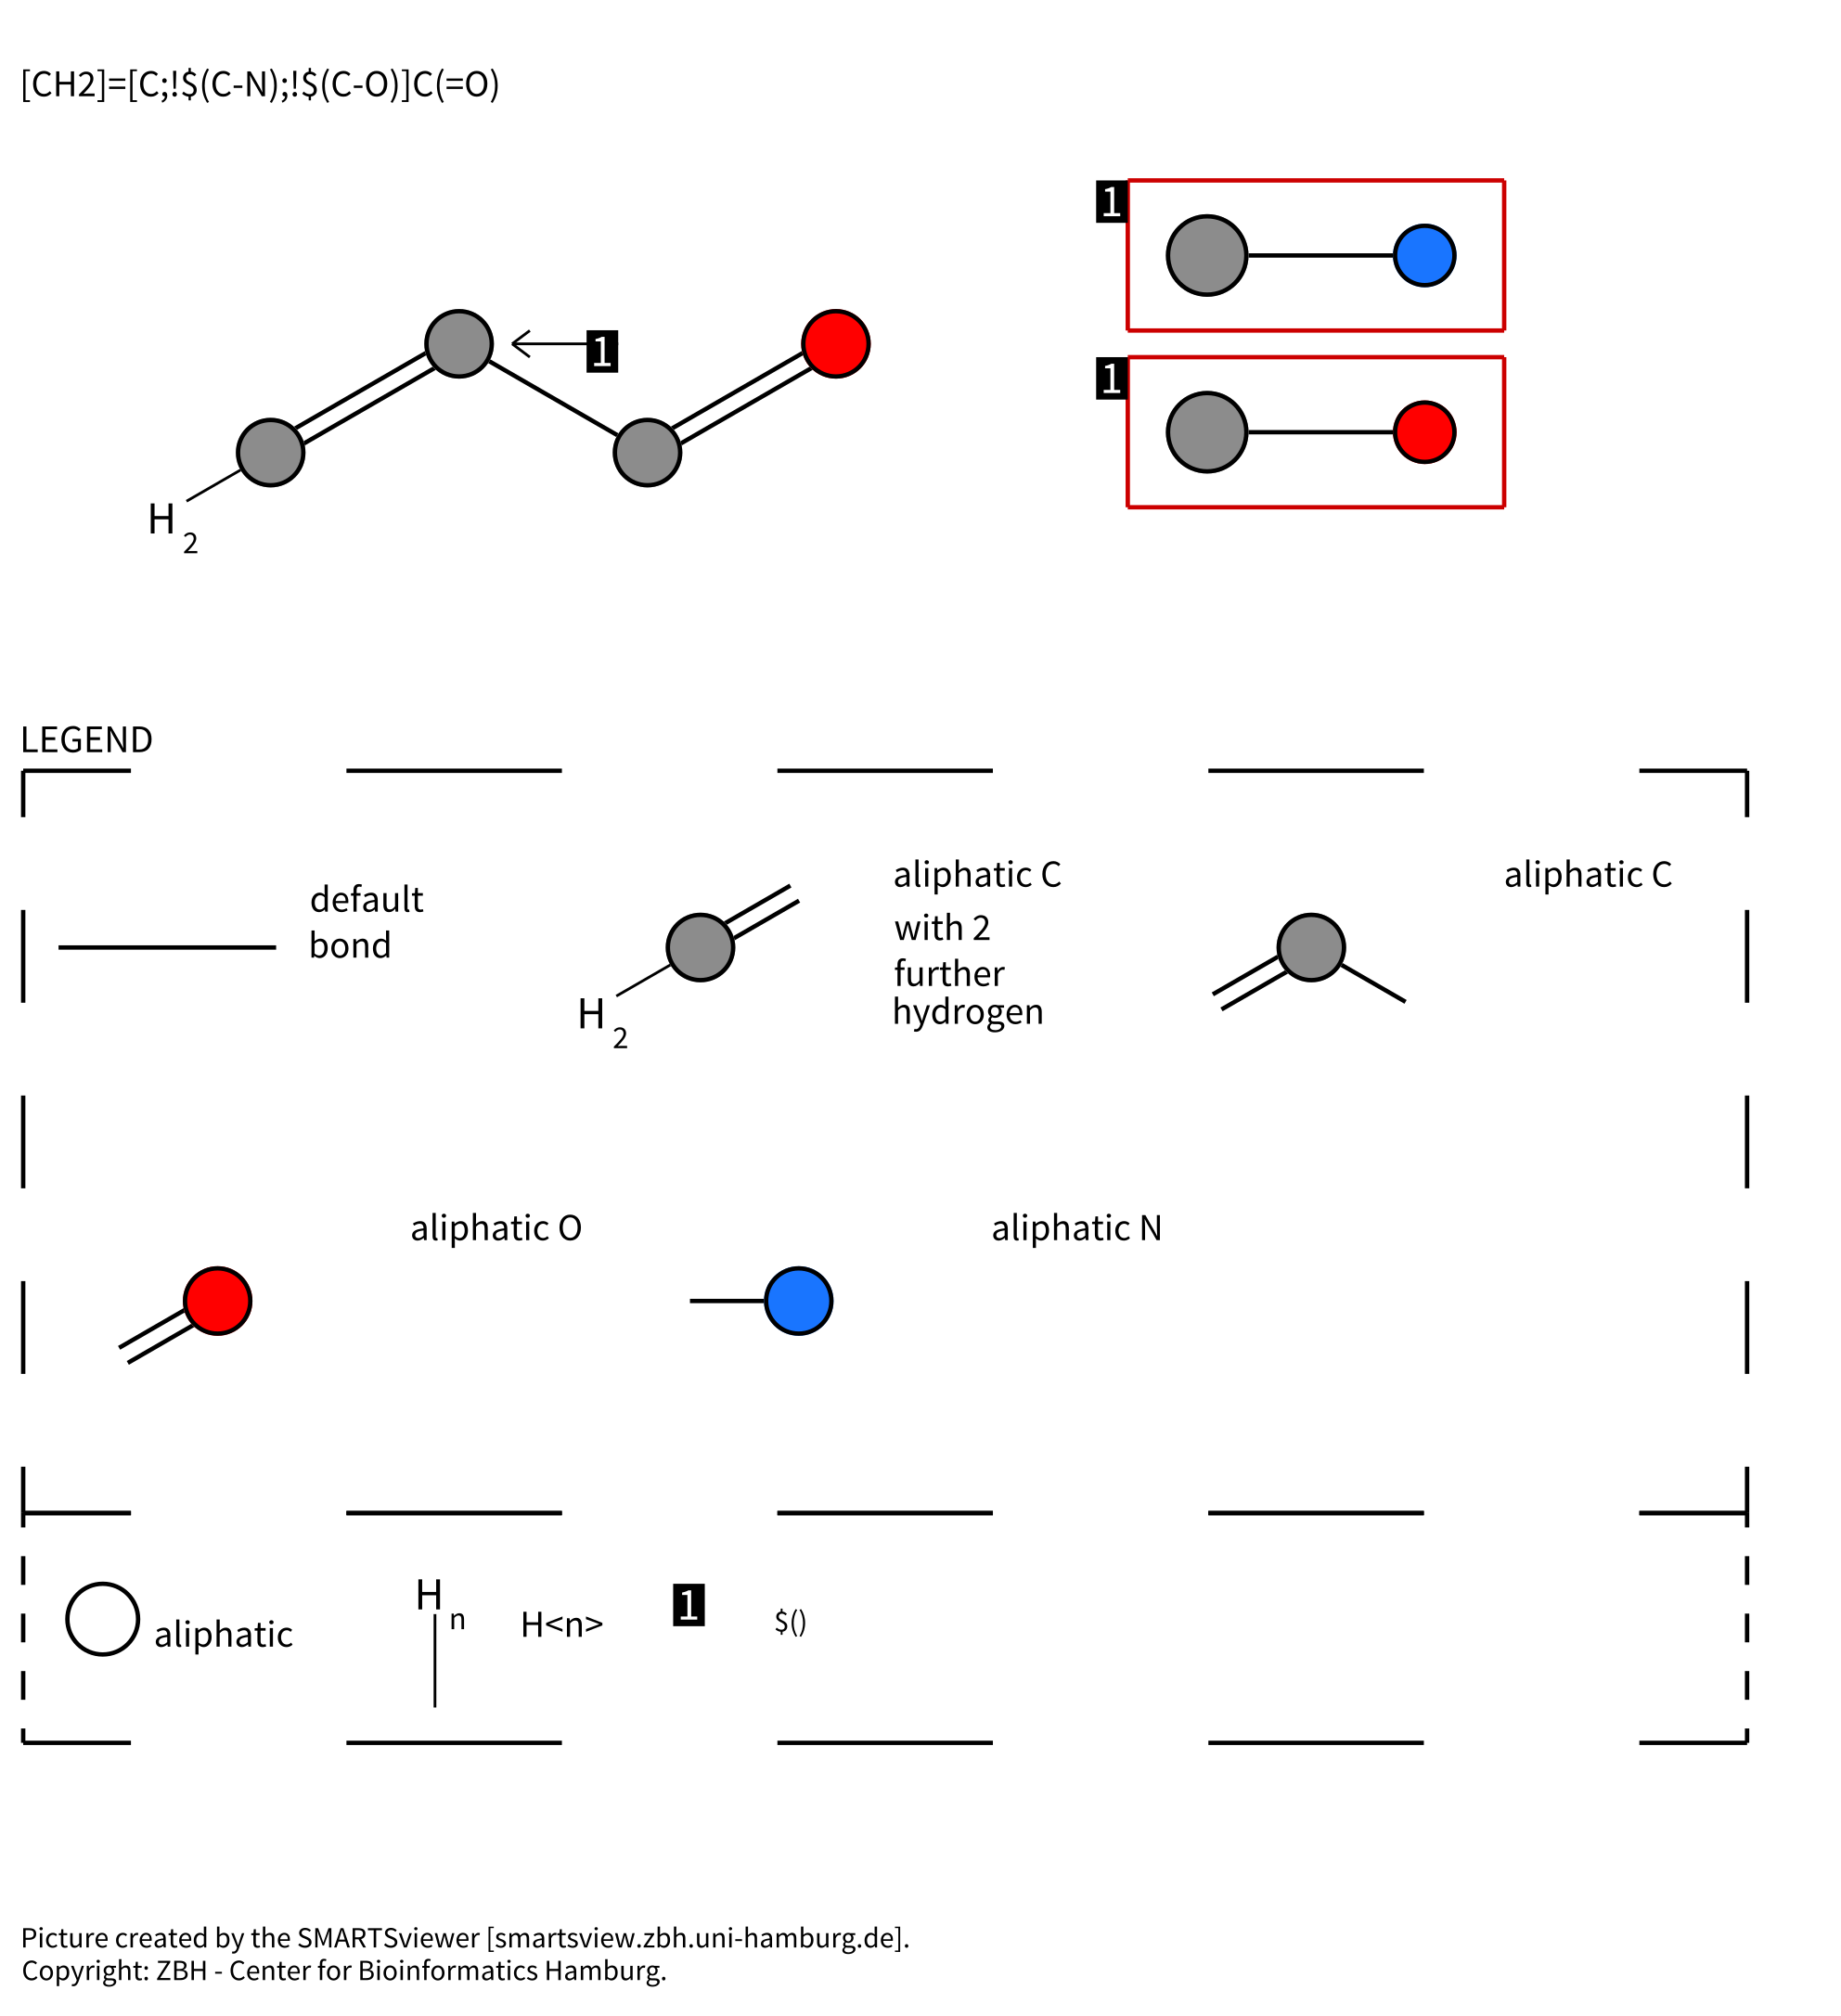 [CH2]=[C;!$(C-N);!$(C-O)]C(=O)
1
1
1
H
2
LEGEND
default
bond
H
2
aliphatic C
with 2
further
hydrogen
aliphatic C
aliphatic O
aliphatic N
aliphatic
H
n
H<n>
1
$()
Picture created by the SMARTSviewer [smartsview.zbh.uni-hamburg.de].
Copyright: ZBH - Center for Bioinformatics Hamburg.